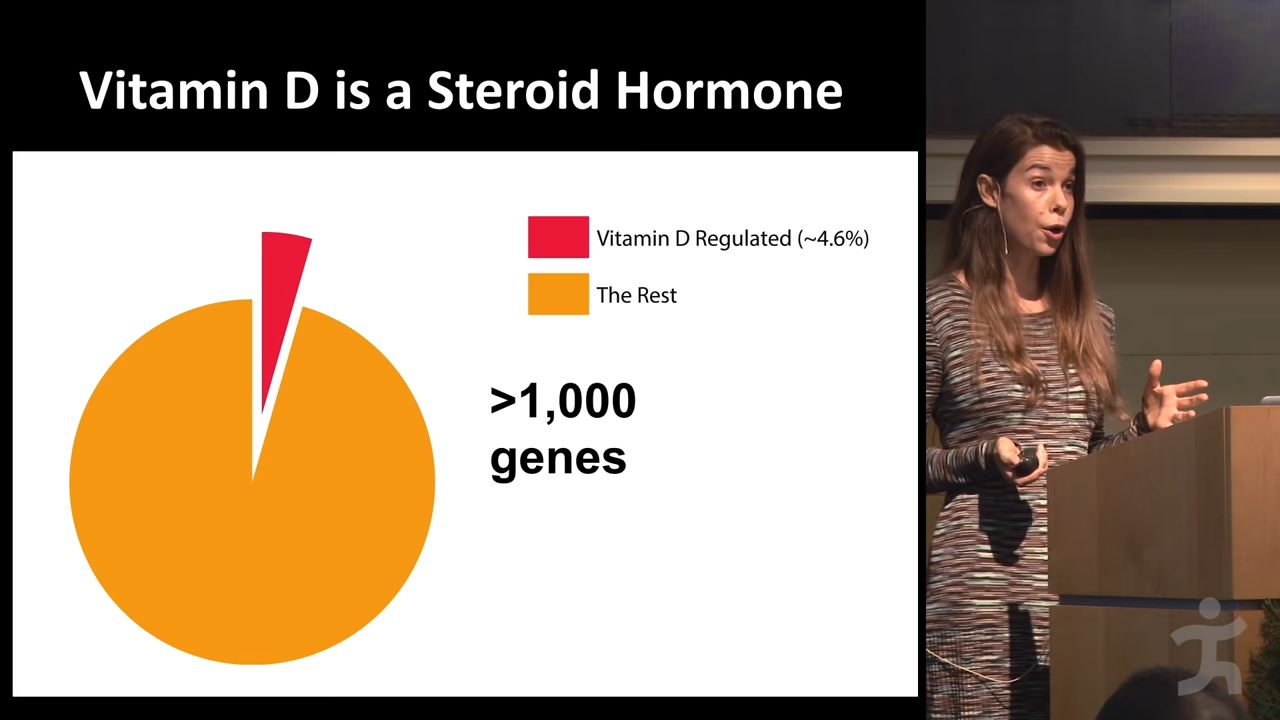 Vitamin D is a Steroid Hormone
Vitamin D Regulated (~4.6%)
The Rest
>1,000
genes